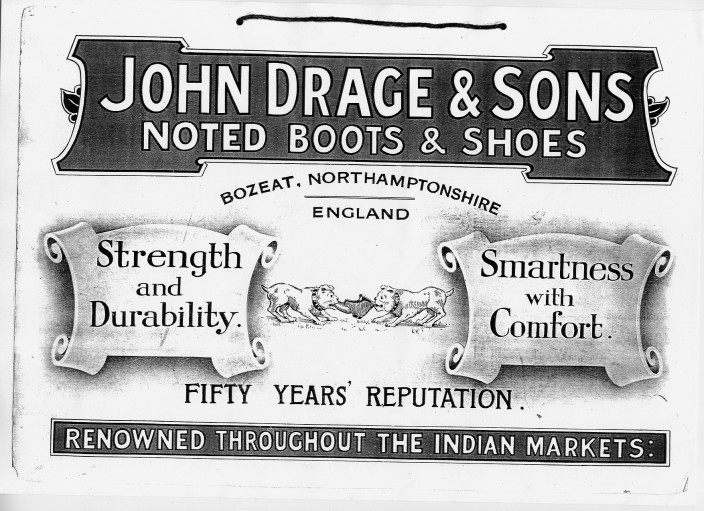 JOHN DRAGE & SONS
NOTED BOOTS & SHOES
BOZEAT, NORTHAMPTONSHIRE
ENGLAND
Strength
and
Durability.
Smartness
with
Comfort.
FIFTY YEARS' REPUTATION.
RENOWNED THROUGHOUT THE INDIAN MARKETS: